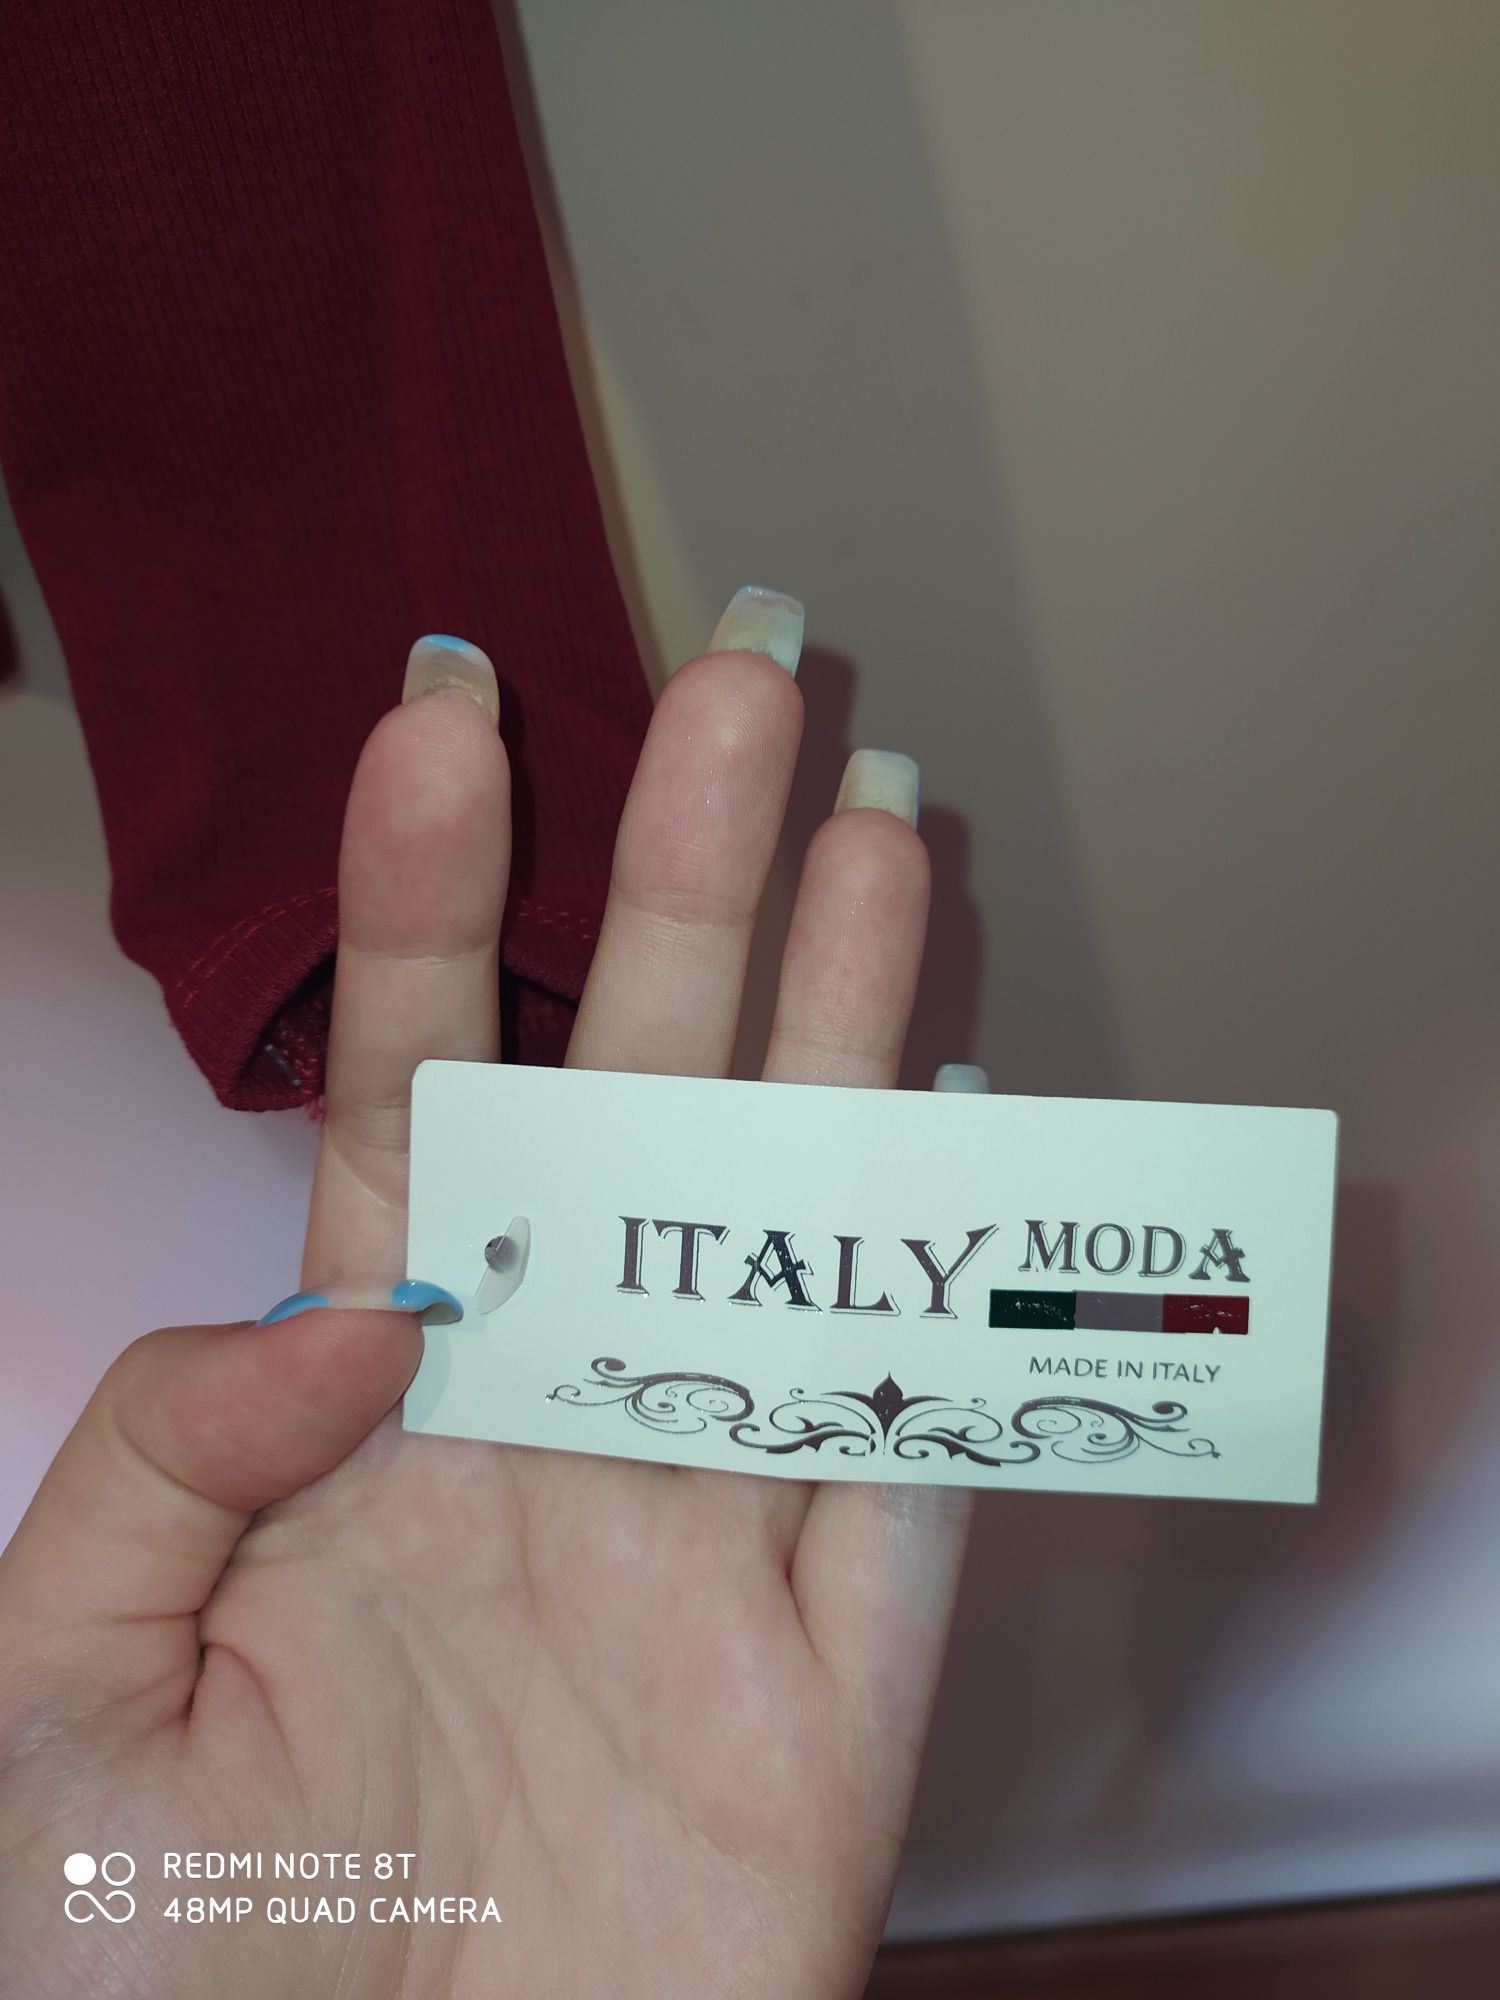 ITALY MODA
MADE IN ITALY
REDMI NOTE 8T
48MP QUAD CAMERA